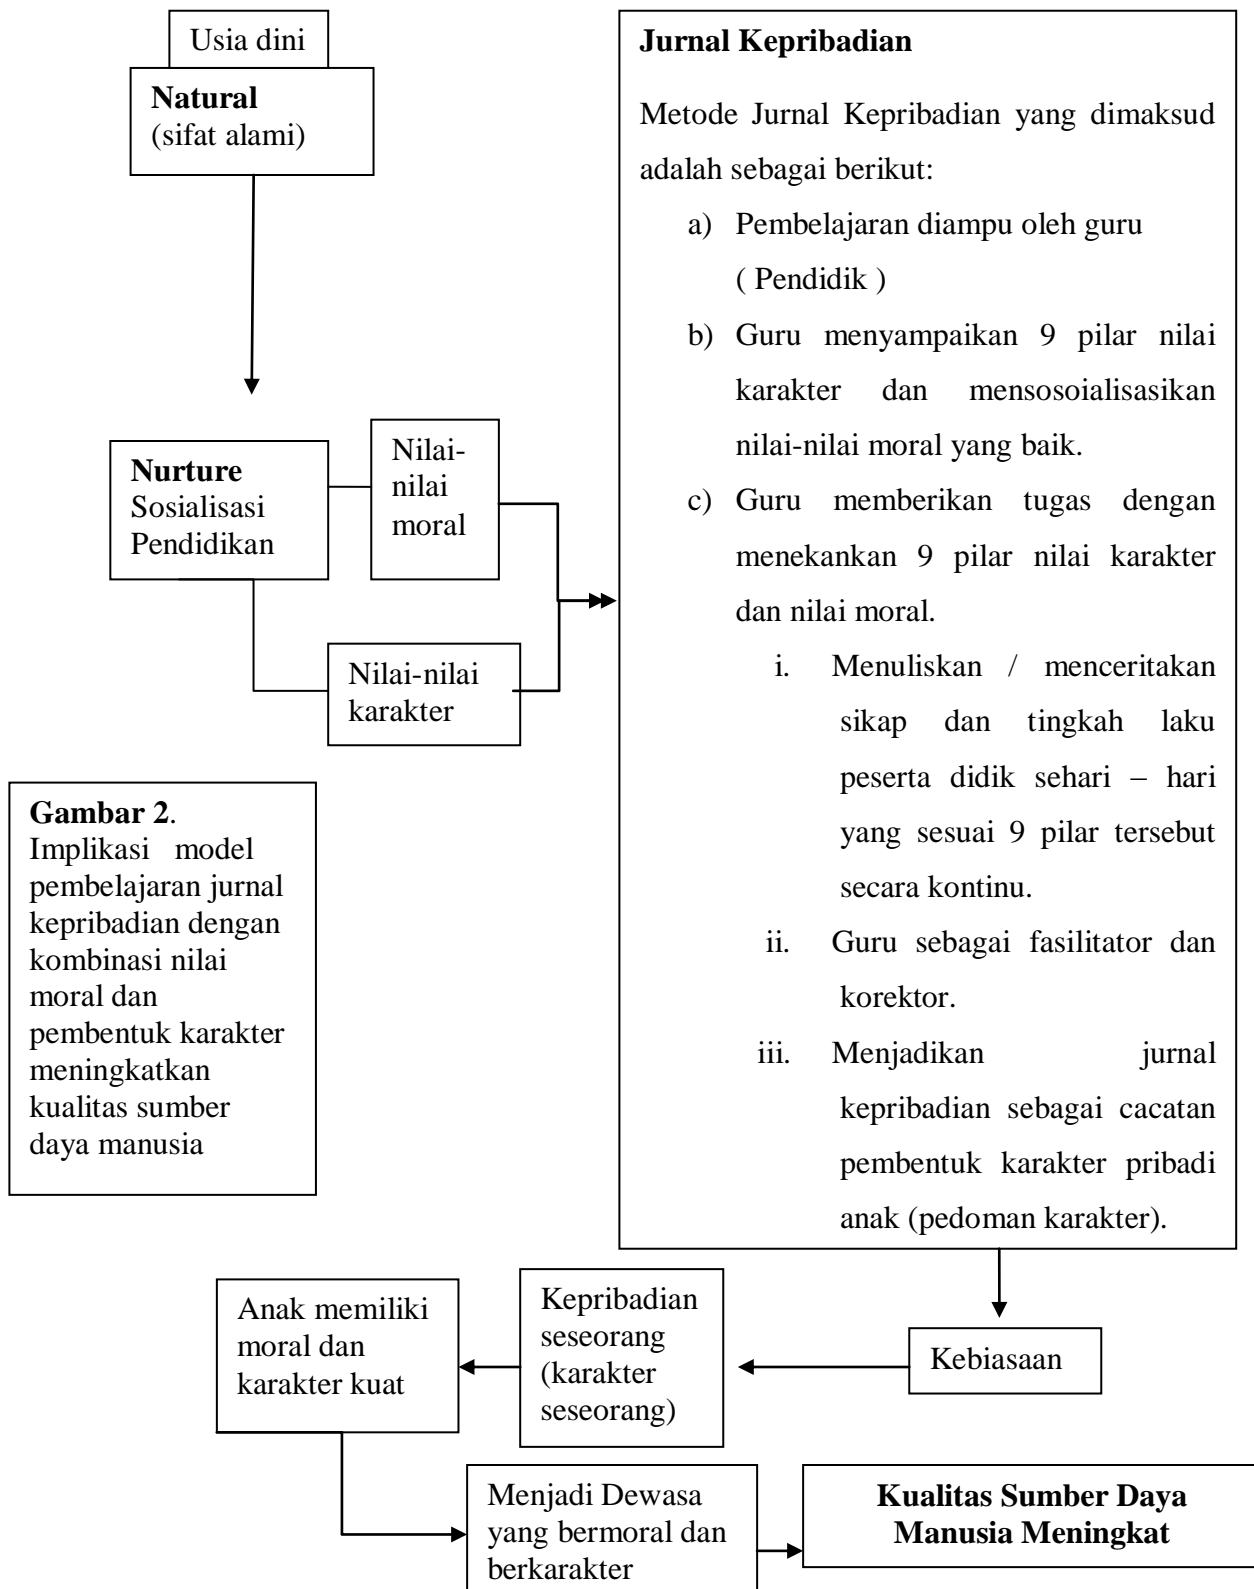 Usia dini
Natural
(sifat alami)
Nurture
Sosialisasi
Pendidikan
Nilai-
nilai
moral
Nilai-nilai
karakter
Gambar 2.
Implikasi model
pembelajaran jurnal
kepribadian dengan
kombinasi nilai
moral dan
pembentuk karakter
meningkatkan
kualitas sumber
daya manusia
Jurnal Kepribadian
Metode Jurnal Kepribadian yang dimaksud
adalah sebagai berikut:
a) Pembelajaran diampu oleh guru
( Pendidik )
b) Guru menyampaikan 9 pilar nilai
karakter dan mensosoialisasikan
nilai-nilai moral yang baik.
c) Guru memberikan tugas dengan
menekankan 9 pilar nilai karakter
dan nilai moral.
i. Menuliskan / menceritakan
sikap dan tingkah laku
peserta didik sehari – hari
yang sesuai 9 pilar tersebut
secara kontinu.
ii. Guru sebagai fasilitator dan
korektor.
iii. Menjadikan jurnal
kepribadian sebagai cacatan
pembentuk karakter pribadi
anak (pedoman karakter).
Kebiasaan
Kepribadian
seseorang
(karakter
seseorang)
Anak memiliki
moral dan
karakter kuat
Menjadi Dewasa
yang bermoral dan
berkarakter
Kualitas Sumber Daya
Manusia Meningkat